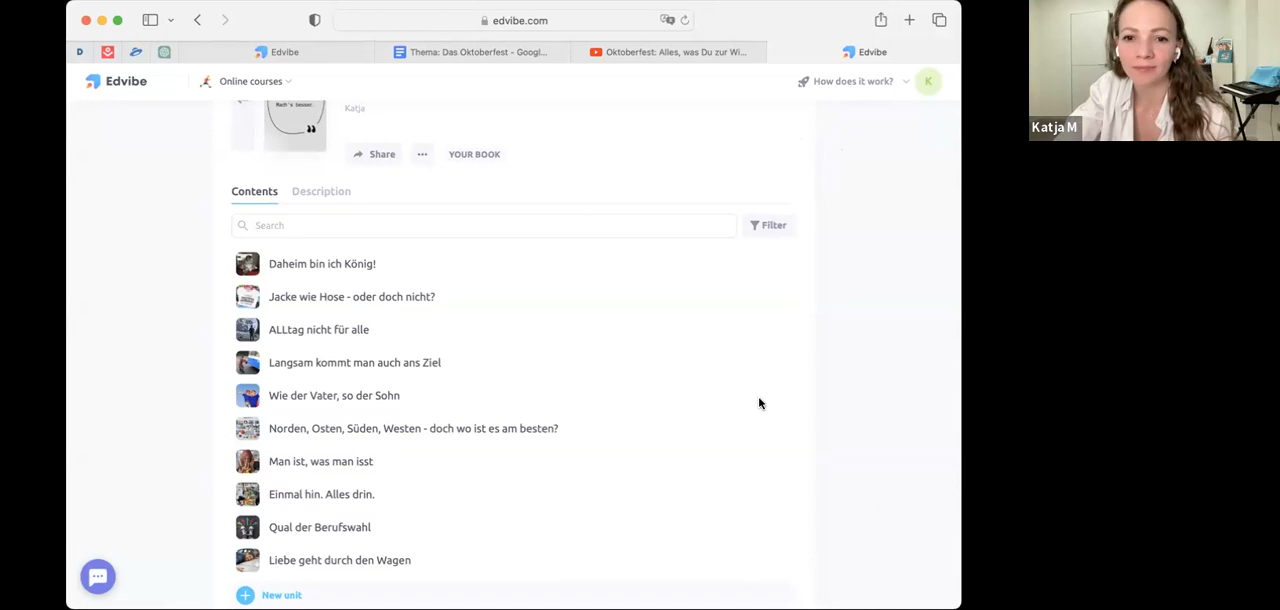 edvibe.com
D
Edvibe
Thema: Das Oktoberfest - Googl...
Oktoberfest: Alles, was Du zur Wi...
Edvibe
Edvibe
Online courses
How does it work?
K
Mach's besser.
Katja
Share
YOUR BOOK
Contents
Description
Search
Filter
Daheim bin ich König!
Jacke wie Hose - oder doch nicht?
ALLtag nicht für alle
Langsam kommt man auch ans Ziel
Wie der Vater, so der Sohn
Norden, Osten, Süden, Westen - doch wo ist es am besten?
Man ist, was man isst
Einmal hin. Alles drin.
Qual der Berufswahl
Liebe geht durch den Wagen
New unit
Katja M